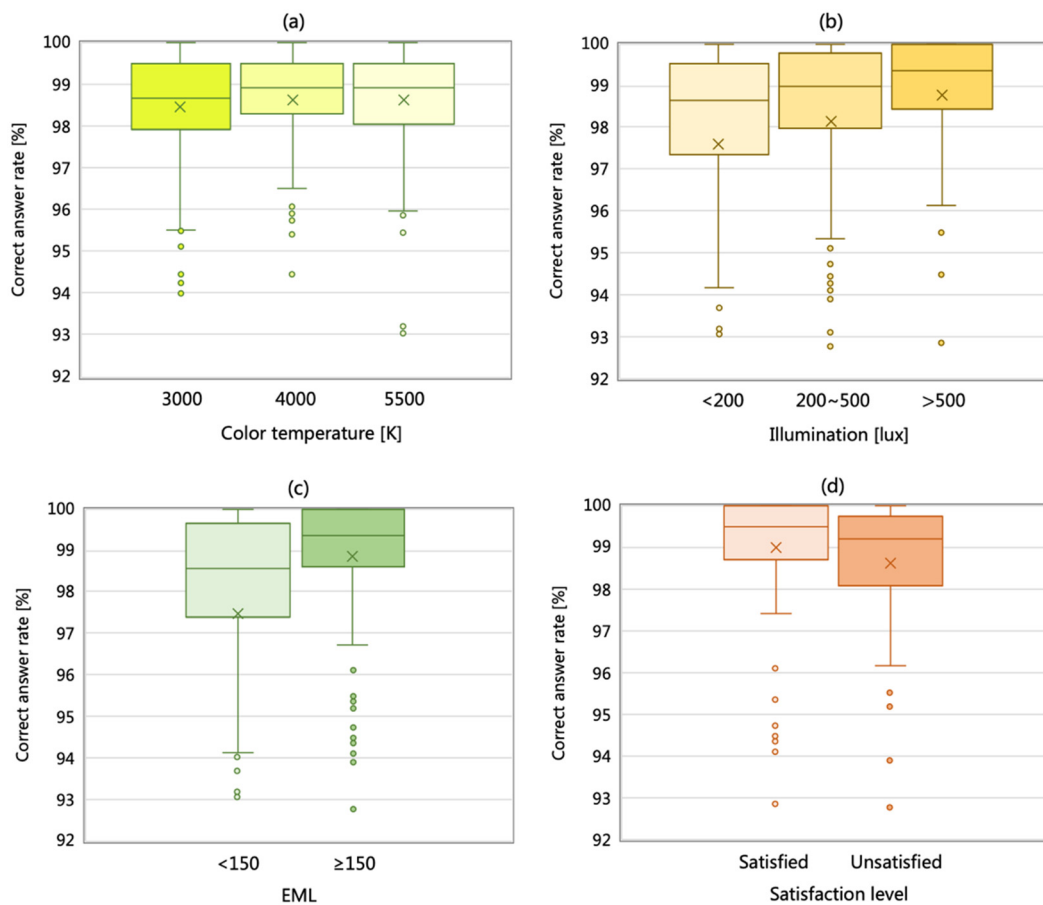 (a)
100
99
98
97
96
95
94
93
92
Correct answer rate [%]
3000 4000 5500
Color temperature [K]
(b)
100
99
98
97
96
95
94
93
92
Correct answer rate [%]
<200 200~500 >500
Illumination [lux]
(c)
100
99
98
97
96
95
94
93
92
Correct answer rate [%]
<150 ≥150
EML
(d)
100
99
98
97
96
95
94
93
92
Correct answer rate [%]
Satisfied Unsatisfied
Satisfaction level